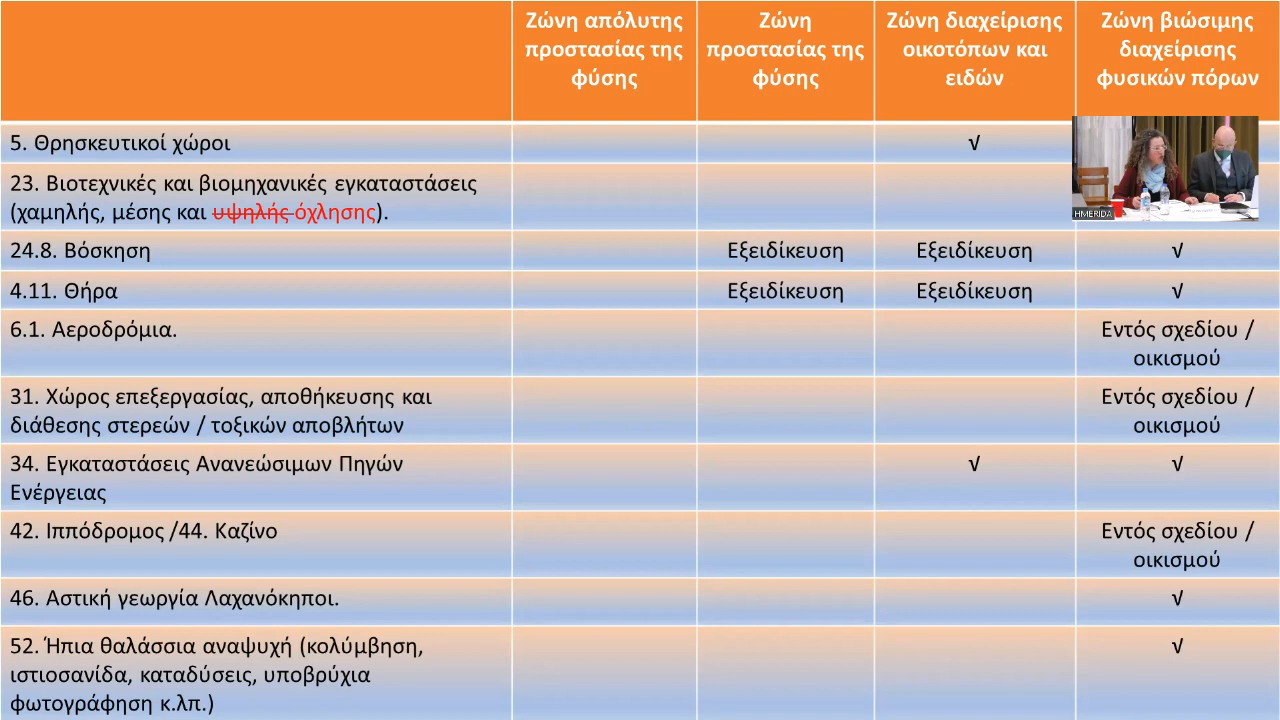 Ζώνη απόλυτης προστασίας της φύσης
Ζώνη προστασίας της φύσης
Ζώνη διαχείρισης οικοτόπων και ειδών
Ζώνη βιώσιμης διαχείρισης φυσικών πόρων
5. Θρησκευτικοί χώροι √
23. Βιοτεχνικές και βιομηχανικές εγκαταστάσεις
(χαμηλής, μέσης και υψηλής όχλησης).
HMERIDA
24.8. Βόσκηση Εξειδίκευση Εξειδίκευση √
4.11. Θήρα Εξειδίκευση Εξειδίκευση √
6.1. Αεροδρόμια. Εντός σχεδίου /
οικισμού
31. Χώρος επεξεργασίας, αποθήκευσης και Εντός σχεδίου /
διάθεσης στερεών / τοξικών αποβλήτων οικισμού
34. Εγκαταστάσεις Ανανεώσιμων Πηγών √ √
Ενέργειας
42. Ιππόδρομος /44. Καζίνο Εντός σχεδίου /
οικισμού
46. Αστική γεωργία Λαχανόκηποι. √
52. Ήπια θαλάσσια αναψυχή (κολύμβηση, √
ιστιοσανίδα, καταδύσεις, υποβρύχια
φωτογράφηση κ.λπ.)